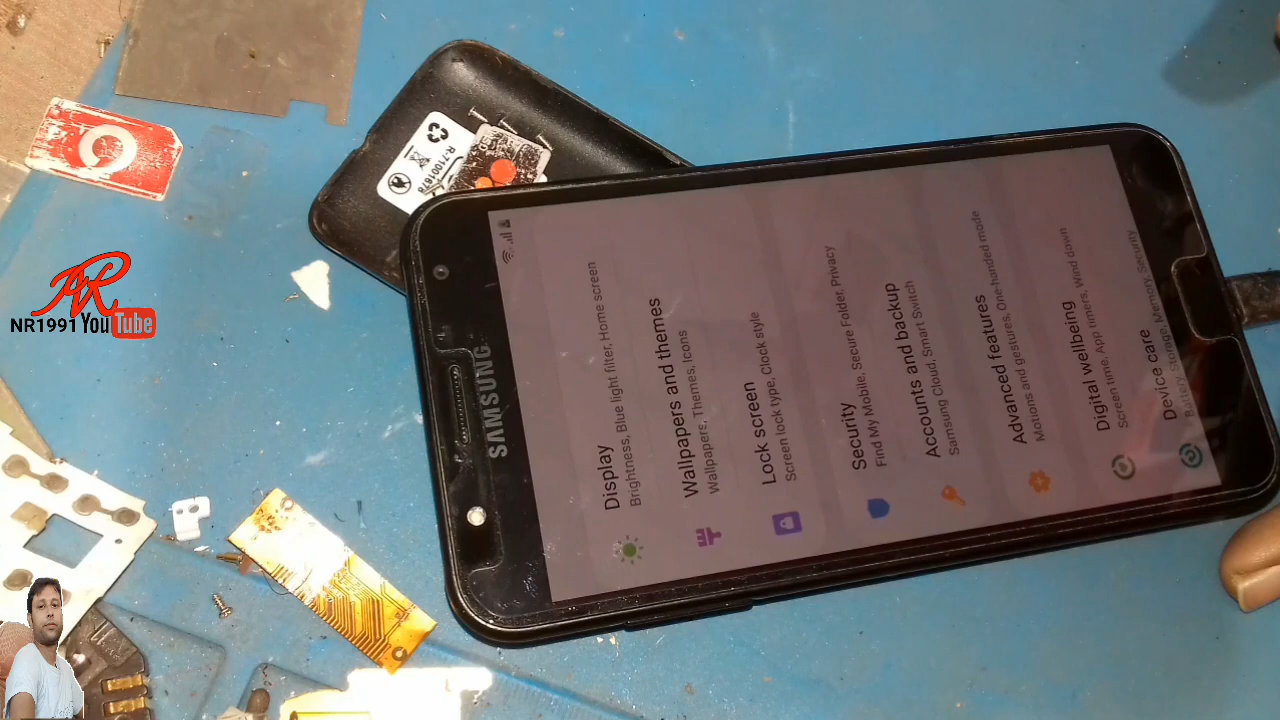 R-71001678
NR1991 YouTube
SAMSUNG
Display
Brightness, Blue light filter, Home screen
Wallpapers and themes
Wallpapers, Themes, Icons
Lock screen
Screen lock type, Clock style
Security
Find My Mobile, Secure Folder, Privacy
Accounts and backup
Samsung Cloud, Smart Switch
Advanced features
Motions and gestures, One-handed mode
Digital wellbeing
Screen time, App timers, Wind down
Device care
Battery, Storage, Memory, Security